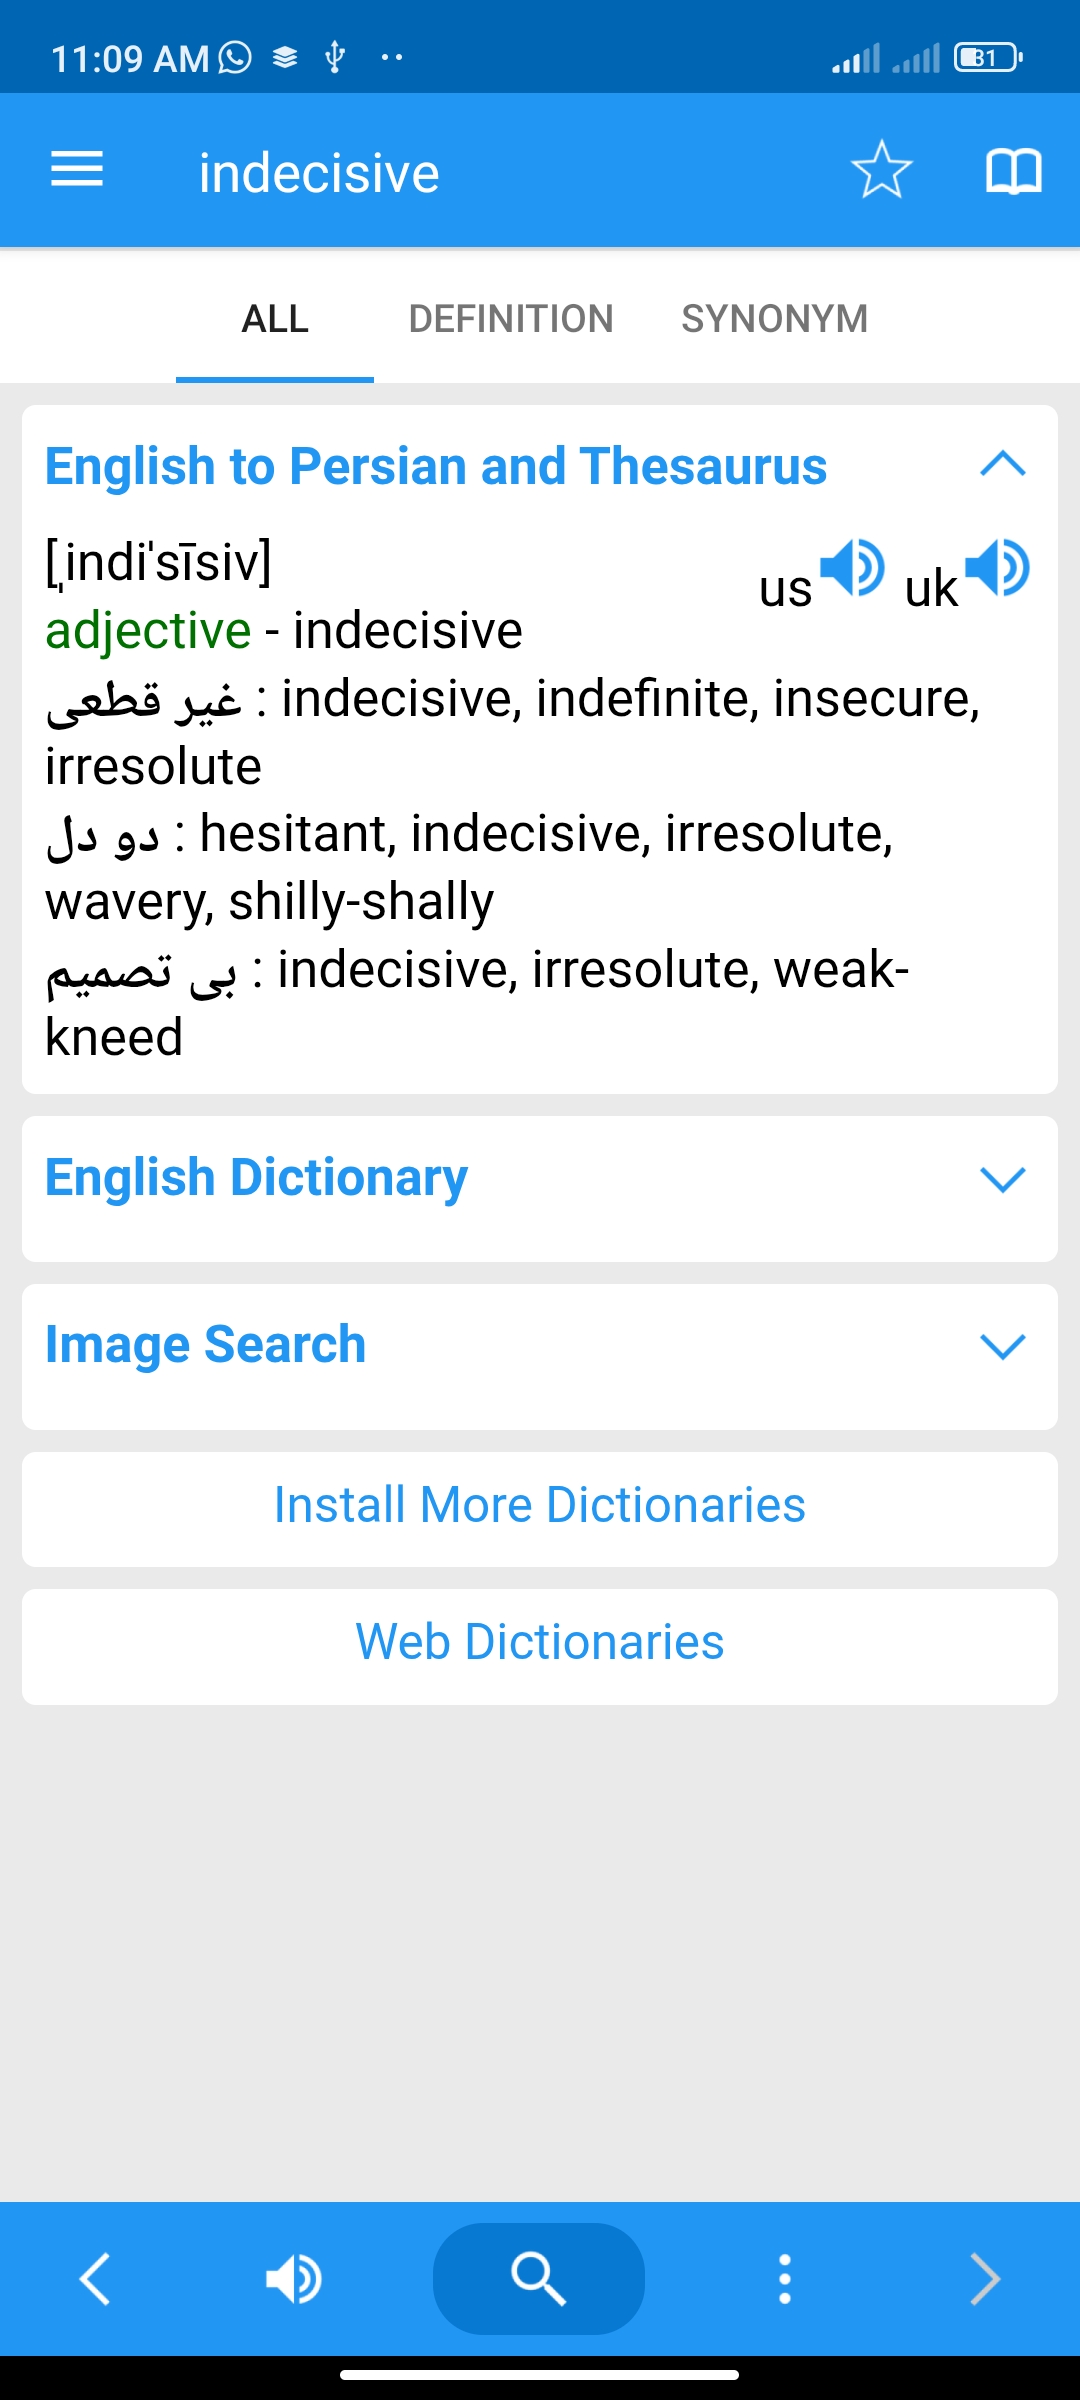 11:09 AM
31
indecisive
ALL DEFINITION SYNONYM
English to Persian and Thesaurus
[ˌindi'sīsiv]
us uk
adjective - indecisive
غیر قطعی : indecisive, indefinite, insecure,
irresolute
دو دل : hesitant, indecisive, irresolute,
wavery, shilly-shally
بی تصمیم : indecisive, irresolute, weak-
kneed
English Dictionary
Image Search
Install More Dictionaries
Web Dictionaries